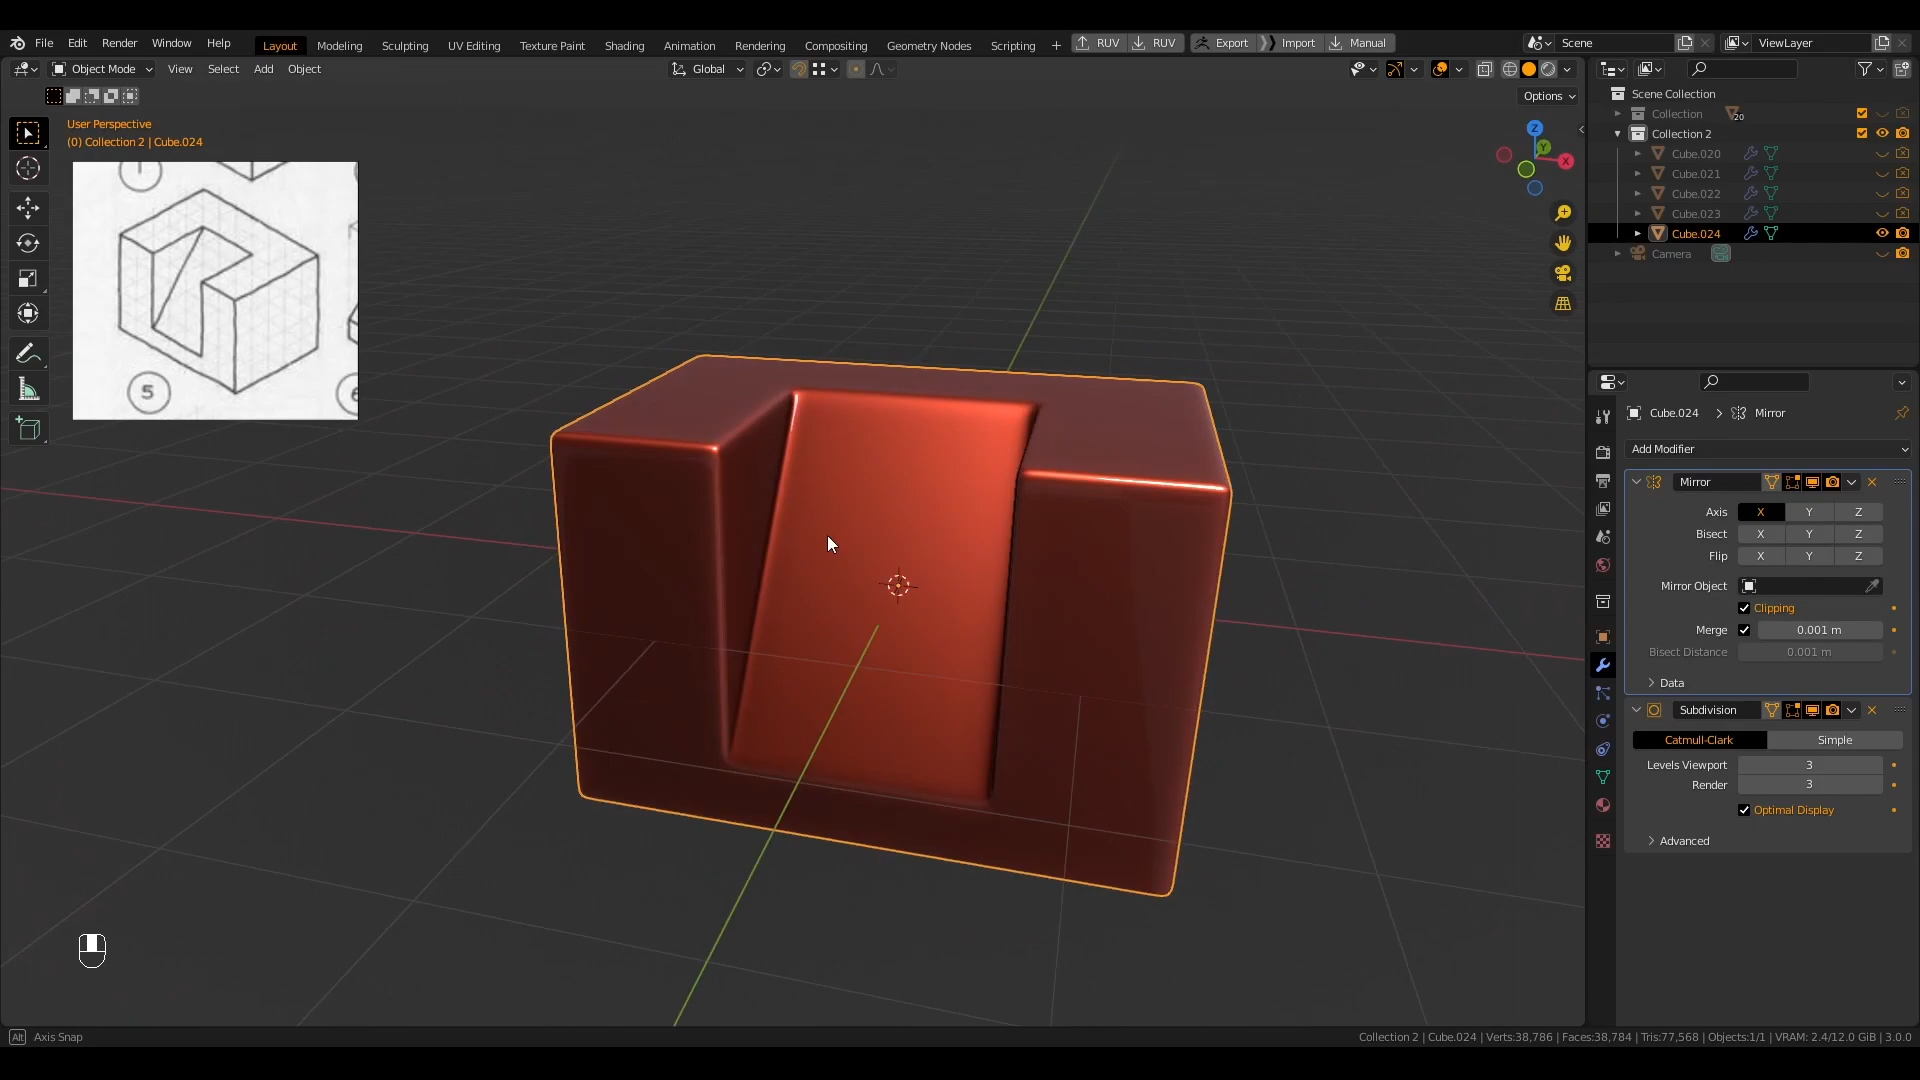 File Edit Render Window Help Layout Modeling Sculpting UV Editing Texture Paint Shading Animation Rendering Compositing Geometry Nodes Scripting + RUV RUV Export Import Manual Scene ViewLayer
Object Mode View Select Add Object Global
Options
User Perspective
(0) Collection 2 | Cube.024
Z
Y
X
1
5
Scene Collection
Collection 20
Collection 2
Cube.020
Cube.021
Cube.022
Cube.023
Cube.024
Camera
Cube.024 > Mirror
Add Modifier
Mirror
Axis X Y Z
Bisect X Y Z
Flip X Y Z
Mirror Object
Clipping
Merge 0.001 m
Bisect Distance 0.001 m
Data
Subdivision
Catmull-Clark Simple
Levels Viewport 3
Render 3
Optimal Display
Advanced
Alt Axis Snap
Collection 2 | Cube.024 | Verts:38,786 | Faces:38,784 | Tris:77,568 | Objects:1/1 | VRAM: 2.4/12.0 GiB | 3.0.0